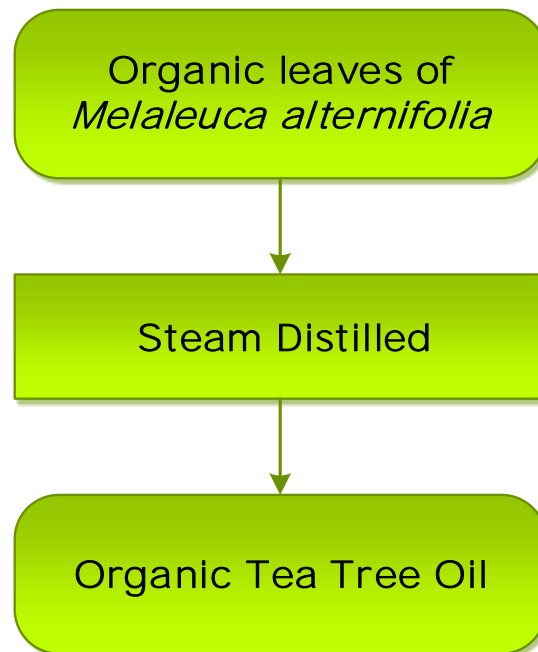 Organic leaves of
Melaleuca alternifolia
Steam Distilled
Organic Tea Tree Oil